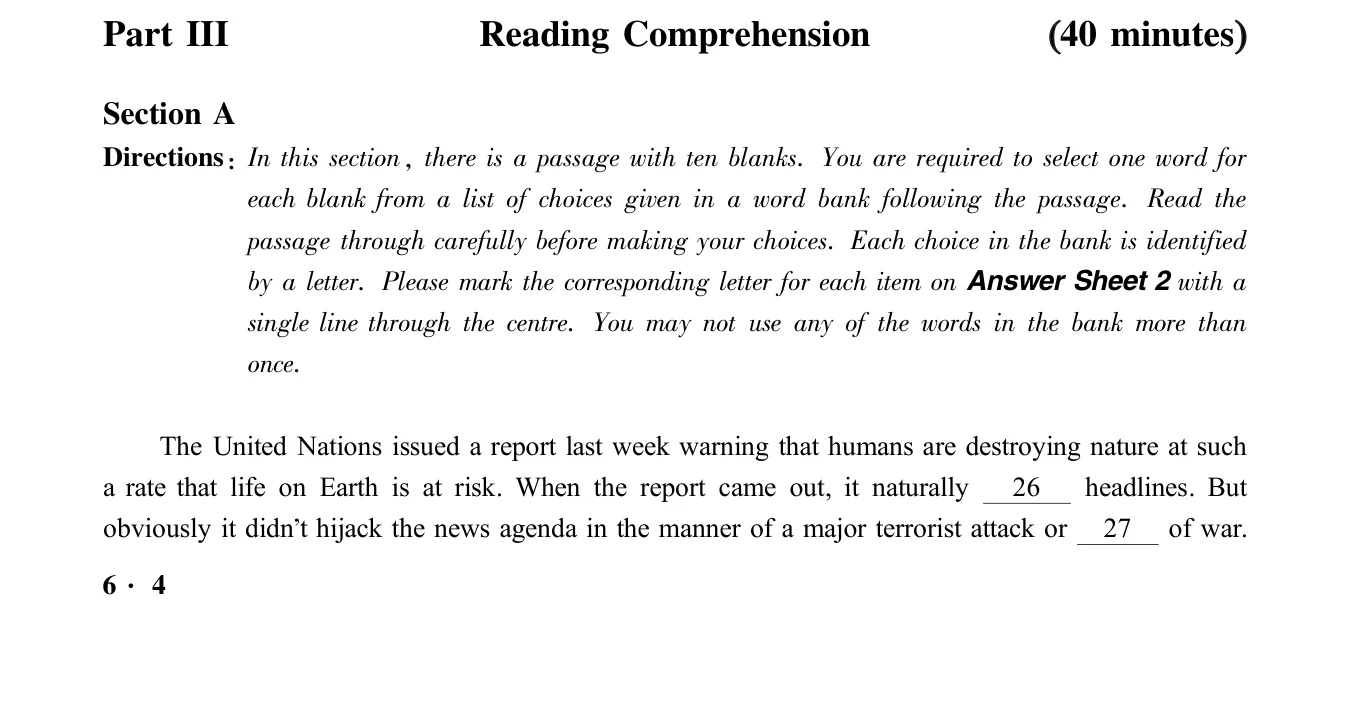 Part III Reading Comprehension (40 minutes)
Section A
Directions: In this section, there is a passage with ten blanks. You are required to select one word for
each blank from a list of choices given in a word bank following the passage. Read the
passage through carefully before making your choices. Each choice in the bank is identified
by a letter. Please mark the corresponding letter for each item on Answer Sheet 2 with a
single line through the centre. You may not use any of the words in the bank more than
once.
The United Nations issued a report last week warning that humans are destroying nature at such
a rate that life on Earth is at risk. When the report came out, it naturally 26 headlines. But
obviously it didn't hijack the news agenda in the manner of a major terrorist attack or 27 of war.
6 · 4